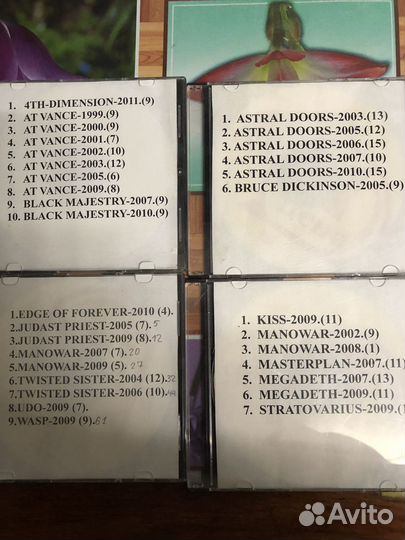 1. 4TH-DIMENSION-2011.(9)
2. AT VANCE-1999.(9)
3. AT VANCE-2000.(9)
4. AT VANCE-2001.(7)
5. AT VANCE-2002.(10)
6. AT VANCE-2003.(12)
7. AT VANCE-2005.(6)
8. AT VANCE-2009.(8)
9. BLACK MAJESTRY-2007.(9)
10. BLACK MAJESTRY-2010.(9)
1. ASTRAL DOORS-2003.(13)
2. ASTRAL DOORS-2005.(12)
3. ASTRAL DOORS-2006.(15)
4. ASTRAL DOORS-2007.(10)
5. ASTRAL DOORS-2010.(15)
6. BRUCE DICKINSON-2005.(9)
1.EDGE OF FOREVER-2010 (4).
2.JUDAST PRIEST-2005 (7). 5
3.JUDAST PRIEST-2009 (8). 12
4.MANOWAR-2007 (7). 20
5.MANOWAR-2009 (5). 27
6.TWISTED SISTER-2004 (12). 32
7.TWISTED SISTER-2006 (10). 44
8.UDO-2009 (7).
9.WASP-2009 (9). 61
1. KISS-2009.(11)
2. MANOWAR-2002.(9)
3. MANOWAR-2008.(1)
4. MASTERPLAN-2007.(11)
5. MEGADETH-2007.(13)
6. MEGADETH-2009.(11)
7. STRATOVARIUS-2009.(
Avito